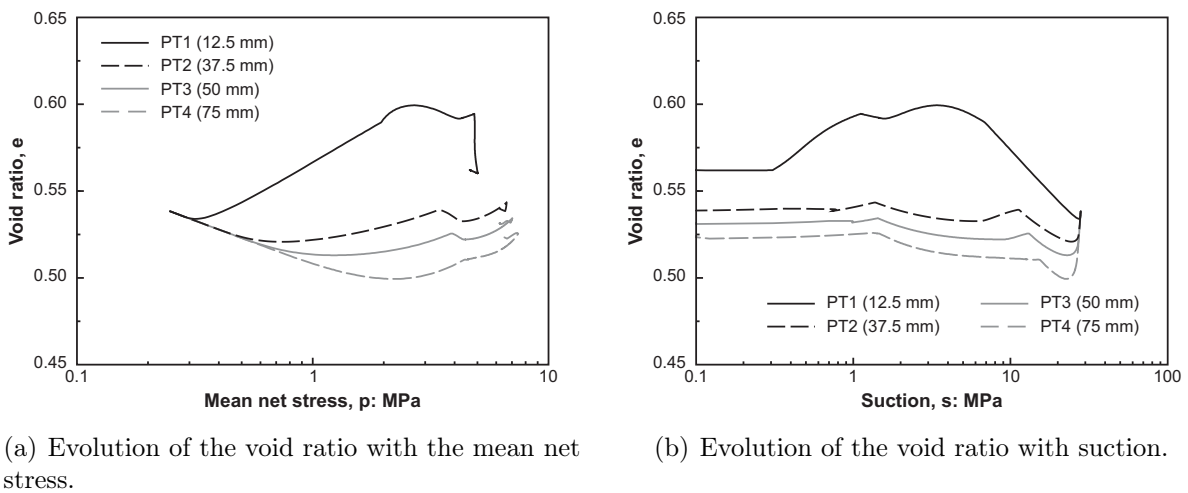 0.65
0.60
0.55
0.50
0.45
Void ratio, e
PT1 (12.5 mm)
PT2 (37.5 mm)
PT3 (50 mm)
PT4 (75 mm)
0.1
1
10
Mean net stress, p: MPa
(a) Evolution of the void ratio with the mean net
stress.
0.65
0.60
0.55
0.50
0.45
Void ratio, e
PT1 (12.5 mm)
PT3 (50 mm)
PT2 (37.5 mm)
PT4 (75 mm)
0.1
1
10
100
Suction, s: MPa
(b) Evolution of the void ratio with suction.